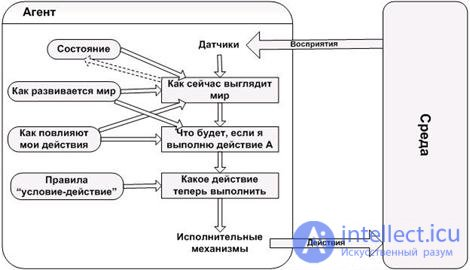 Агент
Состояние
Датчики
Восприятия
Как развивается мир
Как сейчас выглядит
мир
Как повлияют
мои действия
Что будет, если я
выполню действие А
Правила
“условие-действие”
Какое действие
теперь выполнить
Исполнительные
механизмы
Действия
Среда
Ai
intellect.icu
Искусственный разум